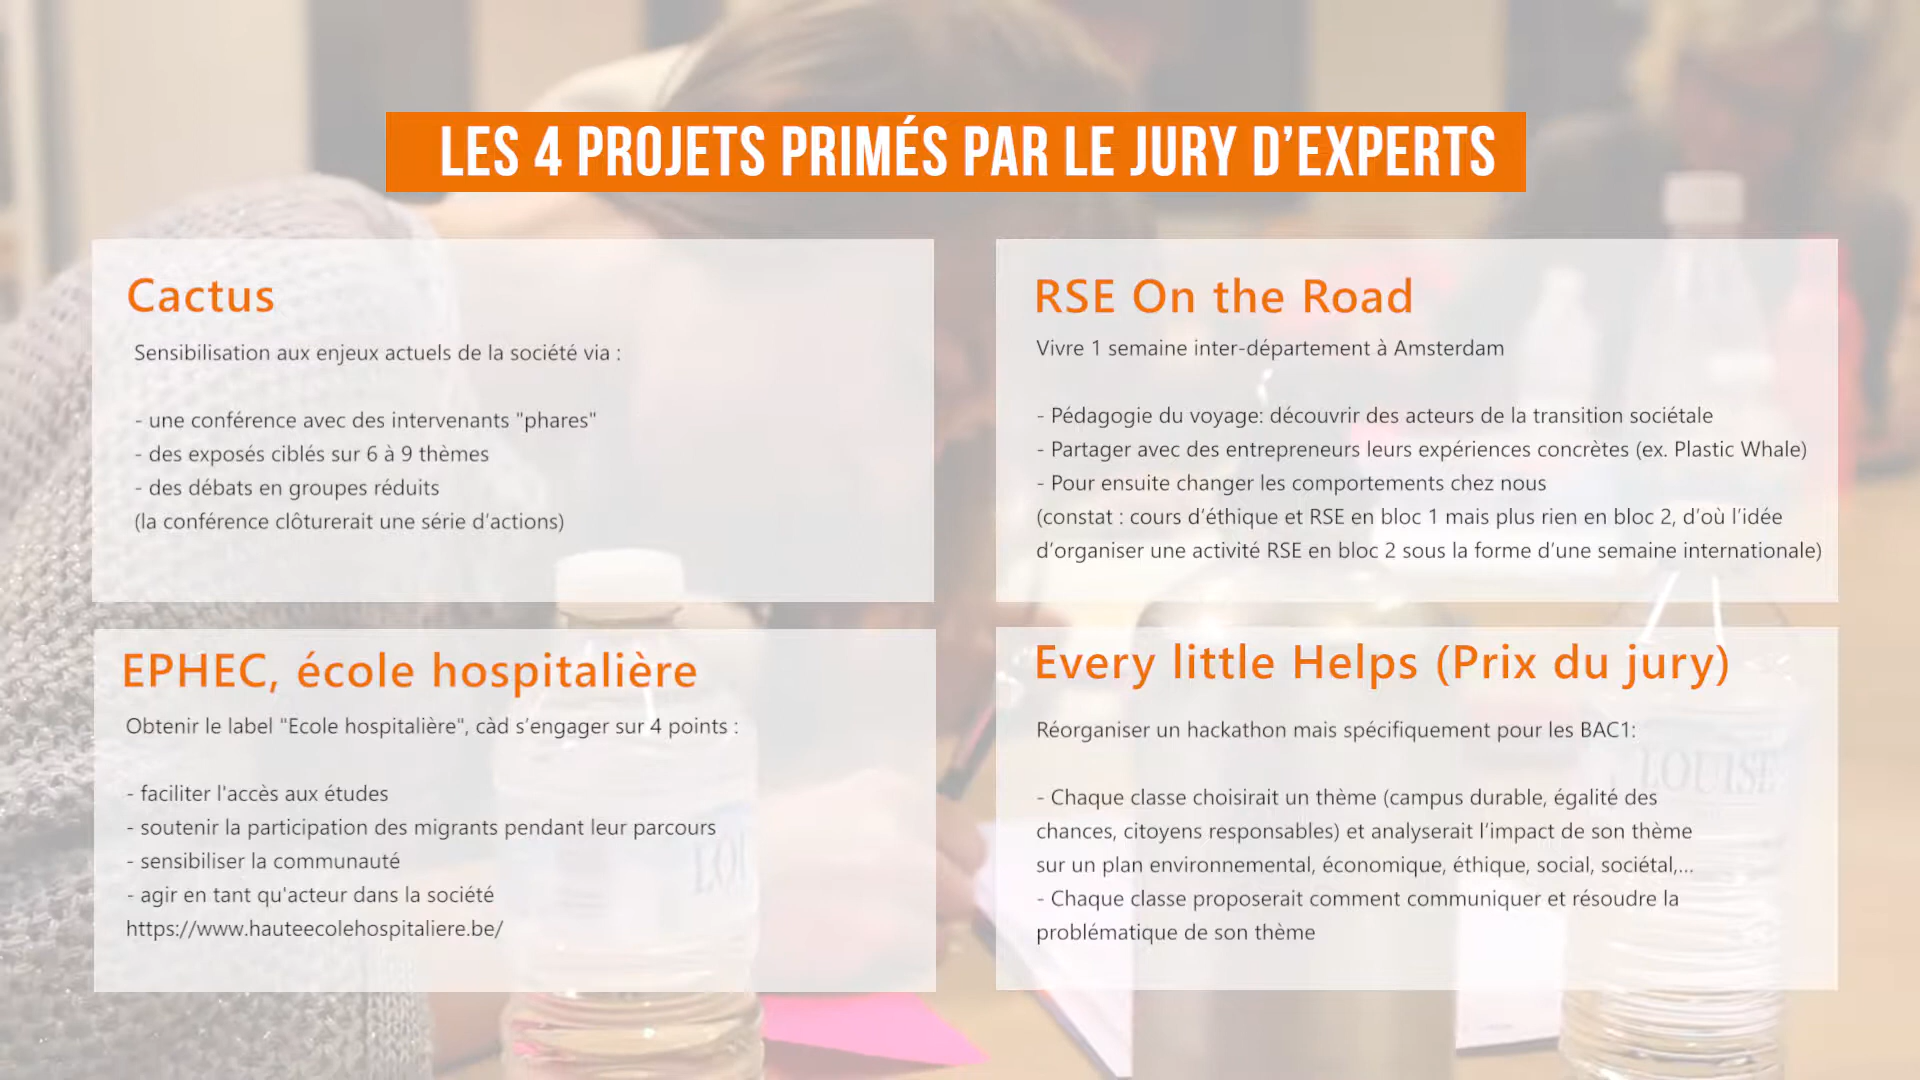 LES 4 PROJETS PRIMÉS PAR LE JURY D'EXPERTS
Cactus
Sensibilisation aux enjeux actuels de la société via :
- une conférence avec des intervenants "phares"
- des exposés ciblés sur 6 à 9 thèmes
- des débats en groupes réduits
(la conférence clôturerait une série d'actions)
RSE On the Road
Vivre 1 semaine inter-département à Amsterdam
- Pédagogie du voyage: découvrir des acteurs de la transition sociétale
- Partager avec des entrepreneurs leurs expériences concrètes (ex. Plastic Whale)
- Pour ensuite changer les comportements chez nous
(constat : cours d'éthique et RSE en bloc 1 mais plus rien en bloc 2, d'où l'idée
d'organiser une activité RSE en bloc 2 sous la forme d'une semaine internationale)
EPHEC, école hospitalière
Obtenir le label "Ecole hospitalière", càd s'engager sur 4 points :
- faciliter l'accès aux études
- soutenir la participation des migrants pendant leur parcours
- sensibiliser la communauté
- agir en tant qu'acteur dans la société
https://www.hauteecolehospitaliere.be/
Every little Helps (Prix du jury)
Réorganiser un hackathon mais spécifiquement pour les BAC1:
- Chaque classe choisirait un thème (campus durable, égalité des
chances, citoyens responsables) et analyserait l'impact de son thème
sur un plan environnemental, économique, éthique, social, sociétal,...
- Chaque classe proposerait comment communiquer et résoudre la
problématique de son thème
LOUISE